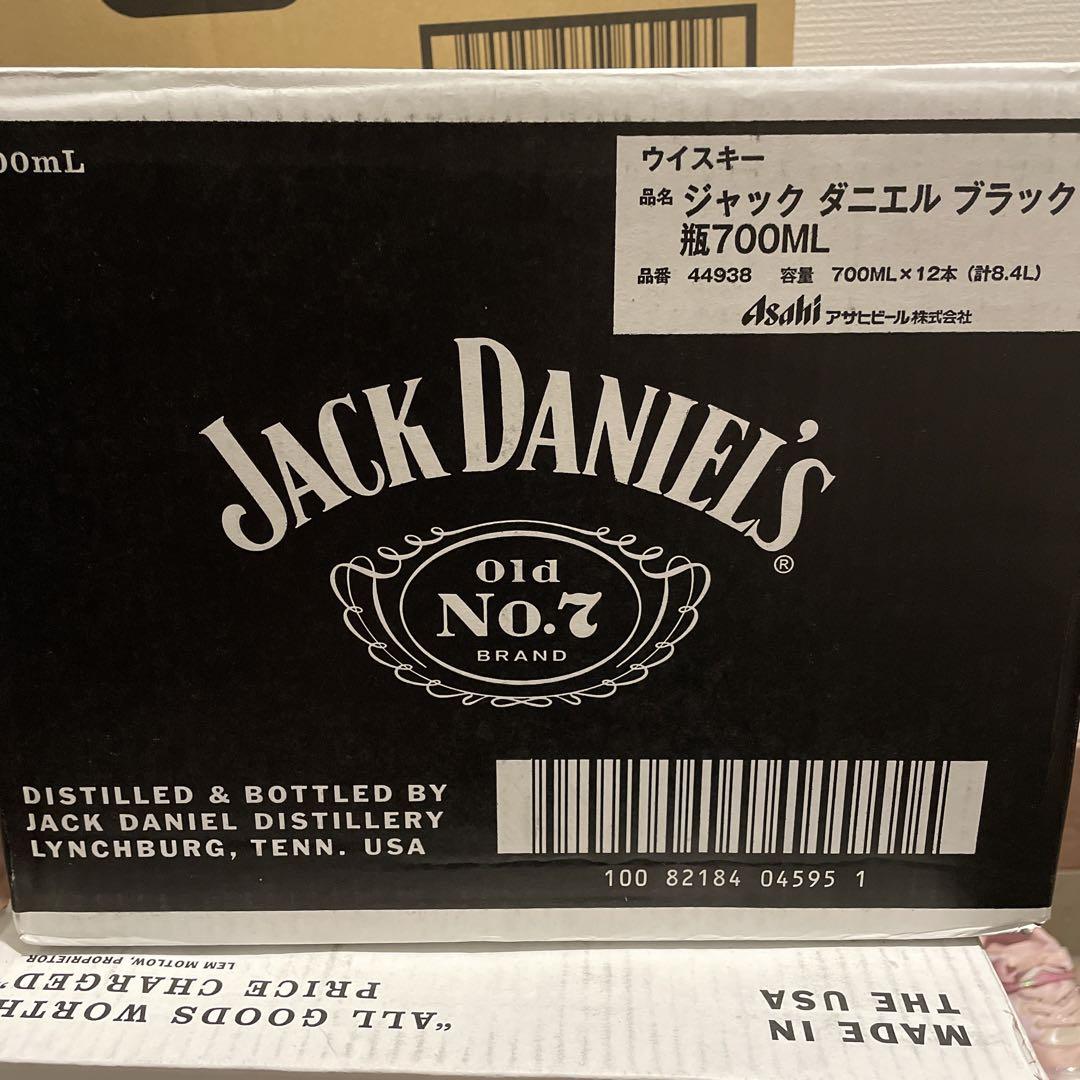 00mL
ウイスキー
品名 ジャック ダニエル ブラック
瓶700ML
品番 44938 容量 700ML×12本 (計8.4L)
Asahi アサヒビール株式会社
JACK DANIEL'S
®
Old
No.7
BRAND
DISTILLED & BOTTLED BY
JACK DANIEL DISTILLERY
LYNCHBURG, TENN. USA
100 82184 04595 1
"ALL GOODS WORTH
PRICE CHARGED"
LEM MOTLOW, PROPRIETOR
MADE IN
THE USA